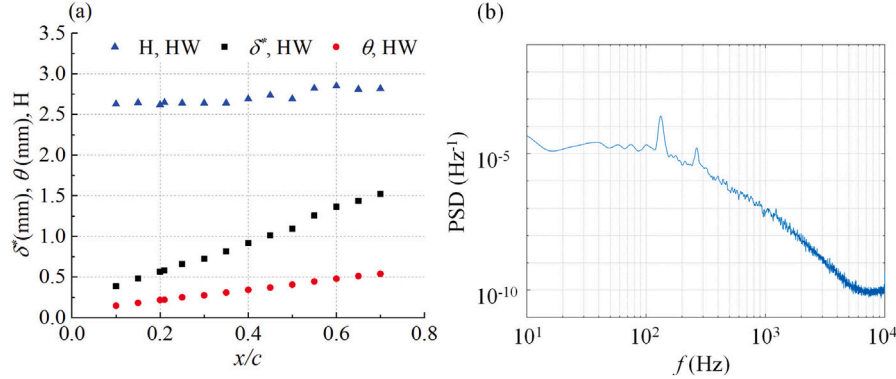 (a)
H, HW δ*, HW θ, HW
3.5
3.0
2.5
2.0
1.5
1.0
0.5
0.0
δ*(mm), θ (mm), H
0.0 0.2 0.4 0.6 0.8
x/c
(b)
10⁻⁵
10⁻¹⁰
PSD (Hz⁻¹)
10¹ 10² 10³ 10⁴
f (Hz)